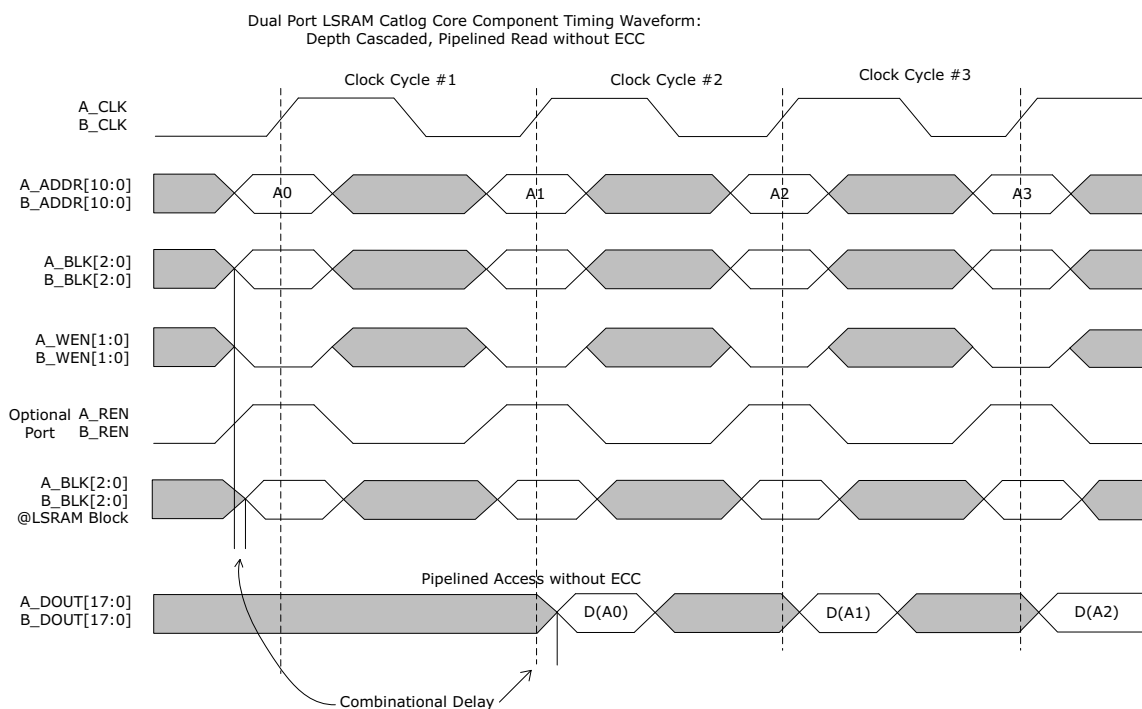 Dual Port LSRAM Catlog Core Component Timing Waveform:
Depth Cascaded, Pipelined Read without ECC
Clock Cycle #1
Clock Cycle #2
Clock Cycle #3
A_CLK
B_CLK
A_ADDR[10:0]
B_ADDR[10:0]
A0
A1
A2
A3
A_BLK[2:0]
B_BLK[2:0]
A_WEN[1:0]
B_WEN[1:0]
Optional A_REN
Port B_REN
A_BLK[2:0]
B_BLK[2:0]
@LSRAM Block
Pipelined Access without ECC
A_DOUT[17:0]
B_DOUT[17:0]
D(A0)
D(A1)
D(A2)
Combinational Delay